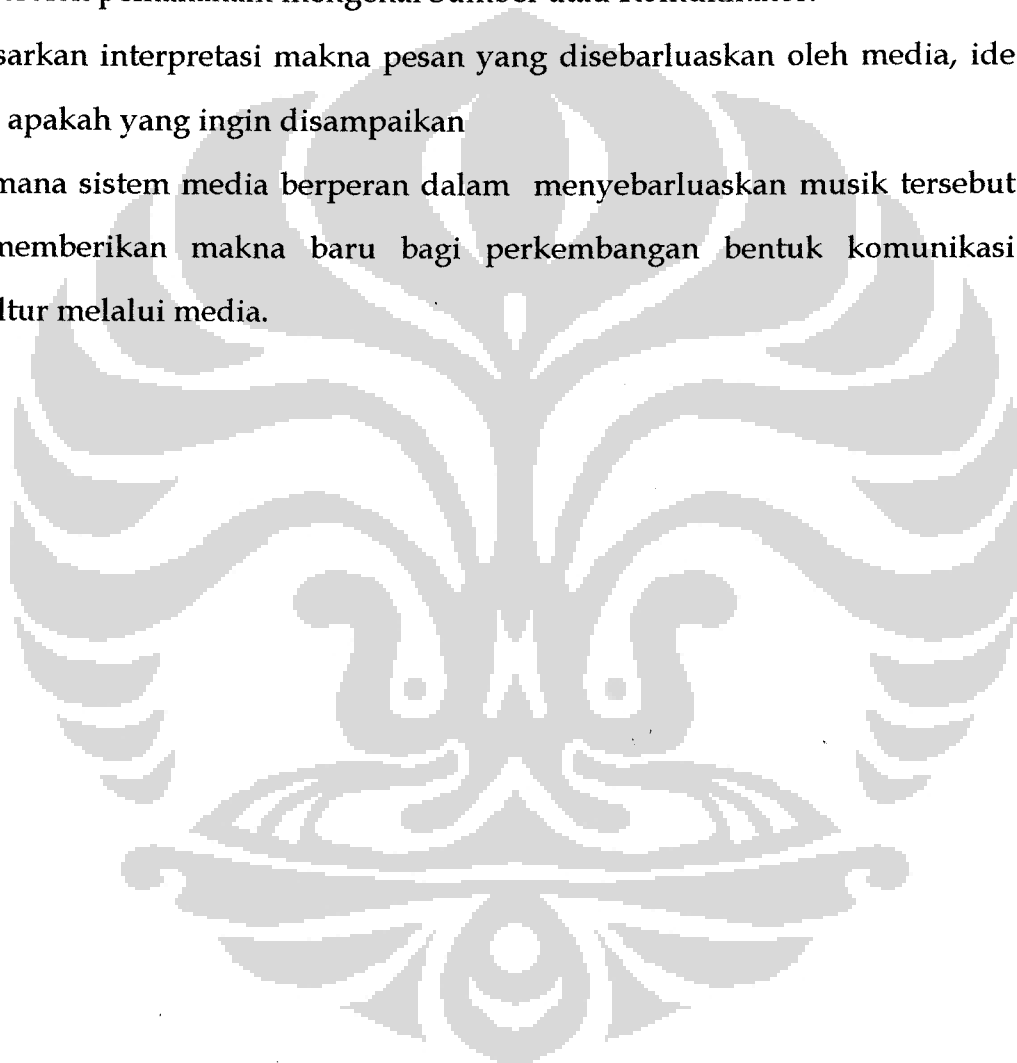 sarkan interpretasi makna pesan yang disebarluaskan oleh media, ide
apakah yang ingin disampaikan
mana sistem media berperan dalam menyebarluaskan musik tersebut
memberikan makna baru bagi perkembangan bentuk komunikasi
ltur melalui media.